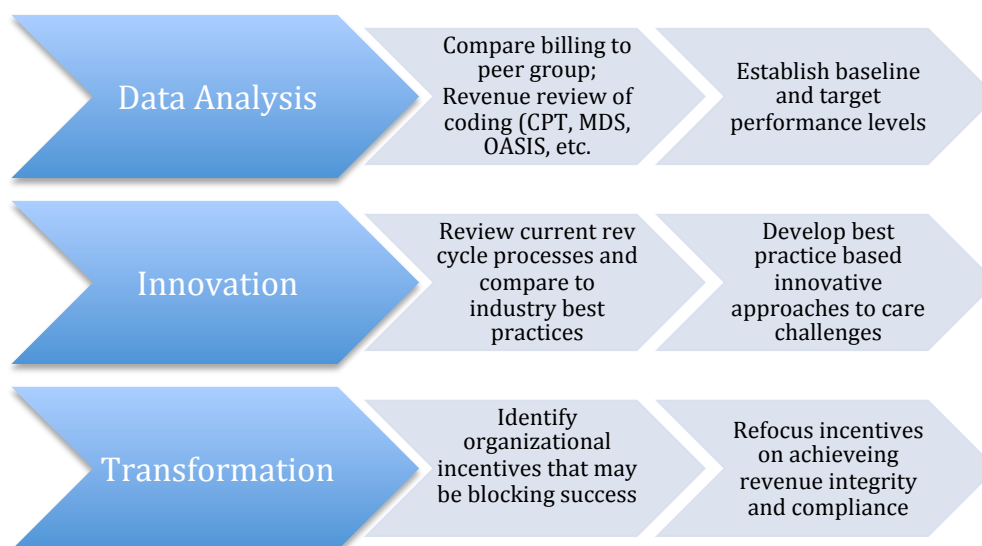 Data Analysis
Compare billing to
peer group;
Revenue review of
coding (CPT, MDS,
OASIS, etc.
Establish baseline
and target
performance levels
Innovation
Review current rev
cycle processes and
compare to
industry best
practices
Develop best
practice based
innovative
approaches to care
challenges
Transformation
Identify
organizational
incentives that may
be blocking success
Refocus incentives
on achieveing
revenue integrity
and compliance